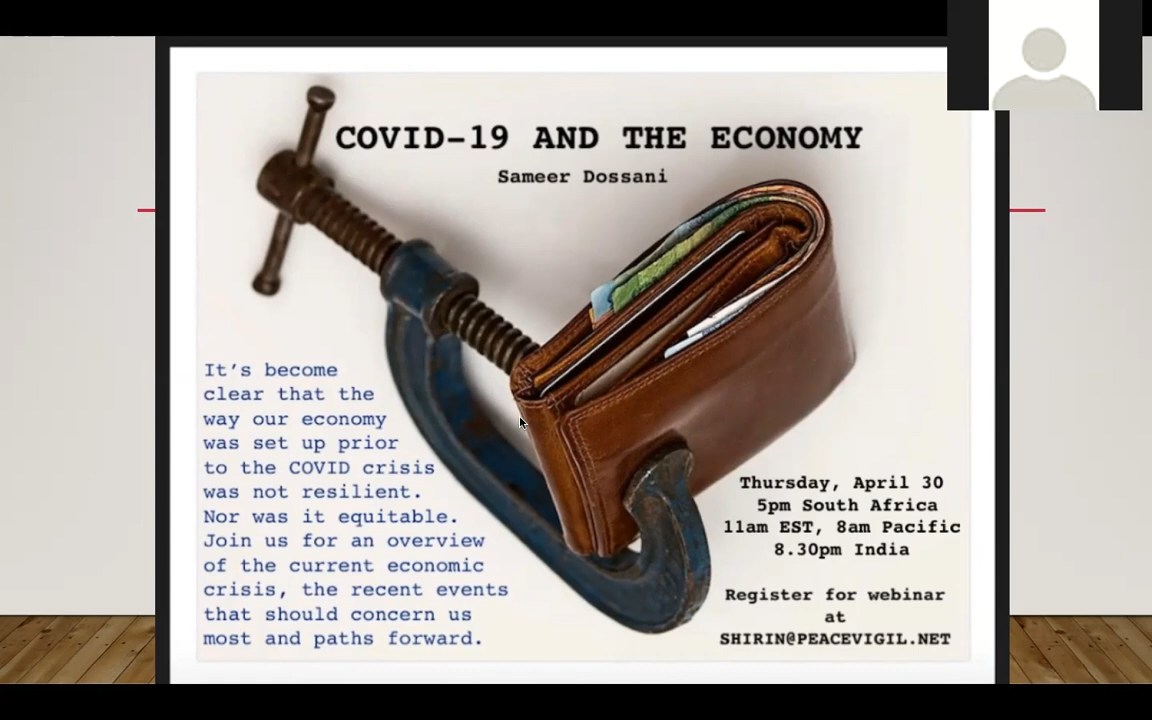 COVID-19 AND THE ECONOMY
Sameer Dossani
It's become
clear that the
way our economy
was set up prior
to the COVID crisis
was not resilient.
Nor was it equitable.
Join us for an overview
of the current economic
crisis, the recent events
that should concern us
most and paths forward.
Thursday, April 30
5pm South Africa
11am EST, 8am Pacific
8.30pm India
Register for webinar
at
SHIRIN@PEACEVIGIL.NET